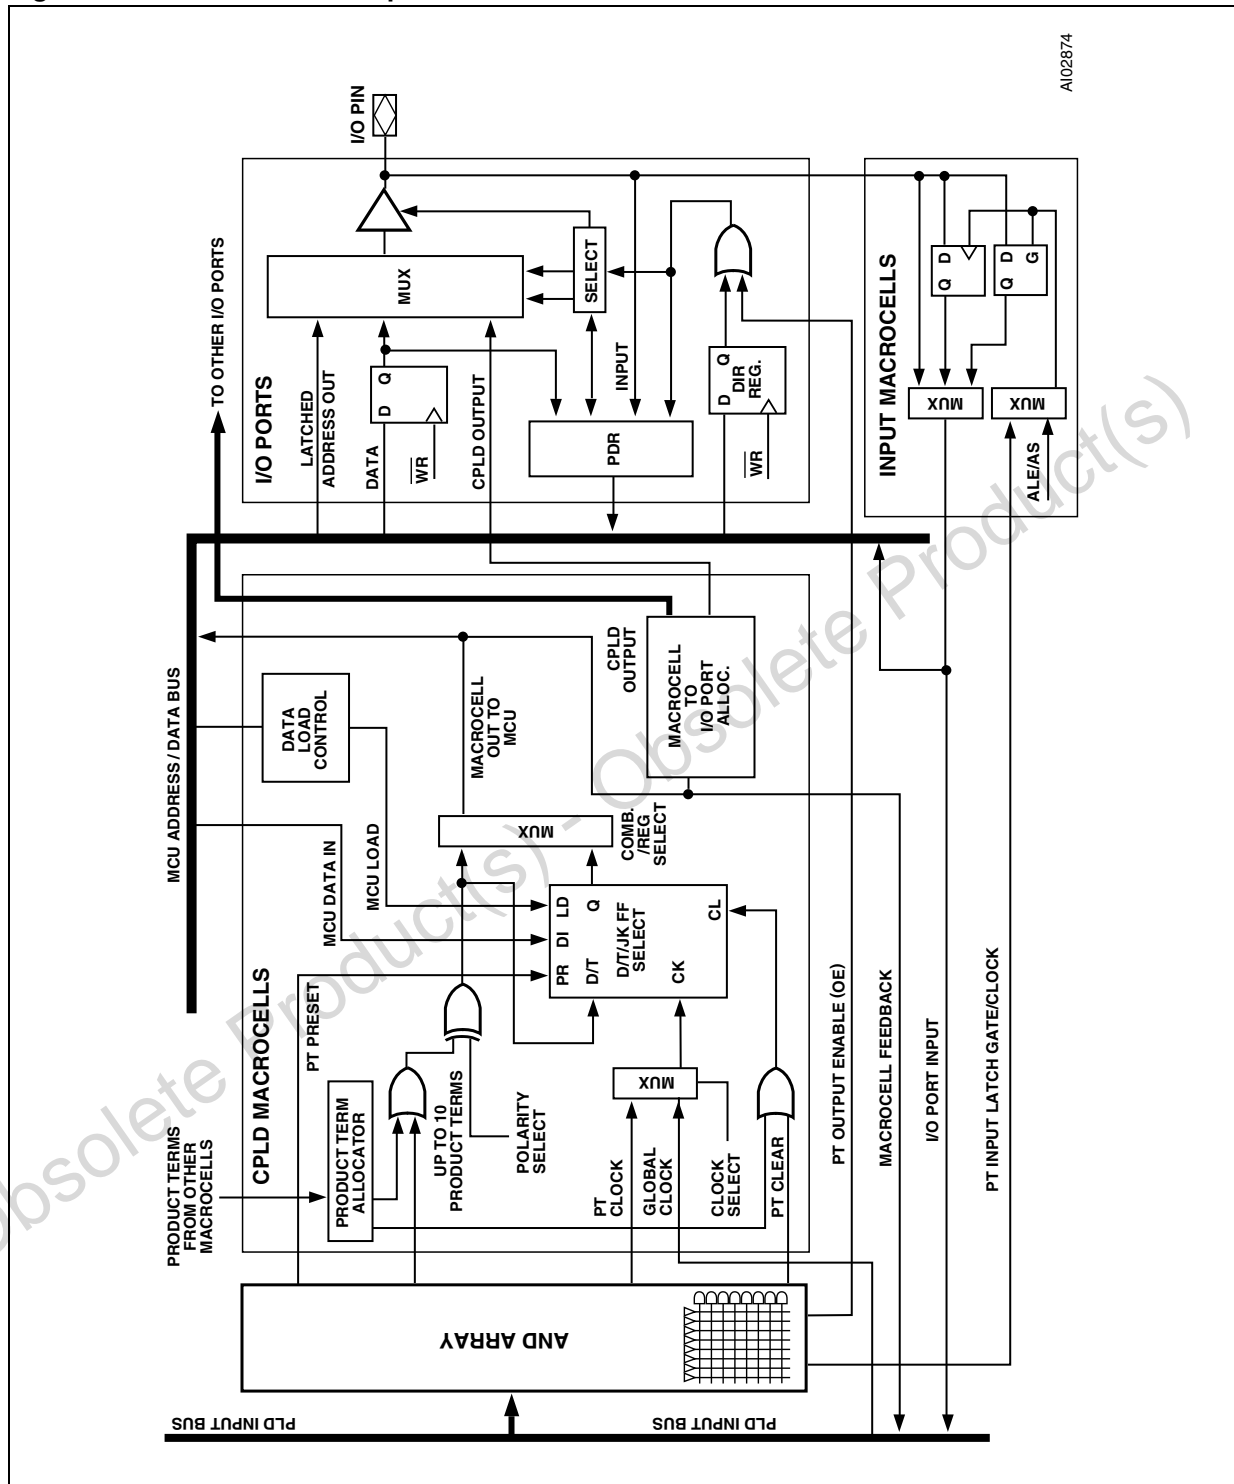 AI02874
I/O PIN
TO OTHER I/O PORTS
I/O PORTS
LATCHED
ADDRESS OUT
DATA
D Q
WR
CPLD OUTPUT
MUX
SELECT
INPUT
PDR
D Q
DIR
REG.
WR
INPUT MACROCELLS
Q D
Q D
G
MUX
MUX
ALE/AS
MCU ADDRESS / DATA BUS
CPLD MACROCELLS
DATA
LOAD
CONTROL
MCU DATA IN
MCU LOAD
MACROCELL
OUT TO
MCU
CPLD
OUTPUT
MACROCELL
TO
I/O PORT
ALLOC.
MUX
COMB.
/REG
SELECT
PR DI LD
D/T Q
D/T/JK FF
SELECT
CK
CL
PT PRESET
PRODUCT TERMS
FROM OTHER
MACROCELLS
PRODUCT TERM
ALLOCATOR
UP TO 10
PRODUCT TERMS
POLARITY
SELECT
PT
CLOCK
GLOBAL
CLOCK
MUX
CLOCK
SELECT
PT CLEAR
PT OUTPUT ENABLE (OE)
MACROCELL FEEDBACK
I/O PORT INPUT
PT INPUT LATCH GATE/CLOCK
AND ARRAY
PLD INPUT BUS
PLD INPUT BUS
Obsolete Product(s) - Obsolete Product(s)